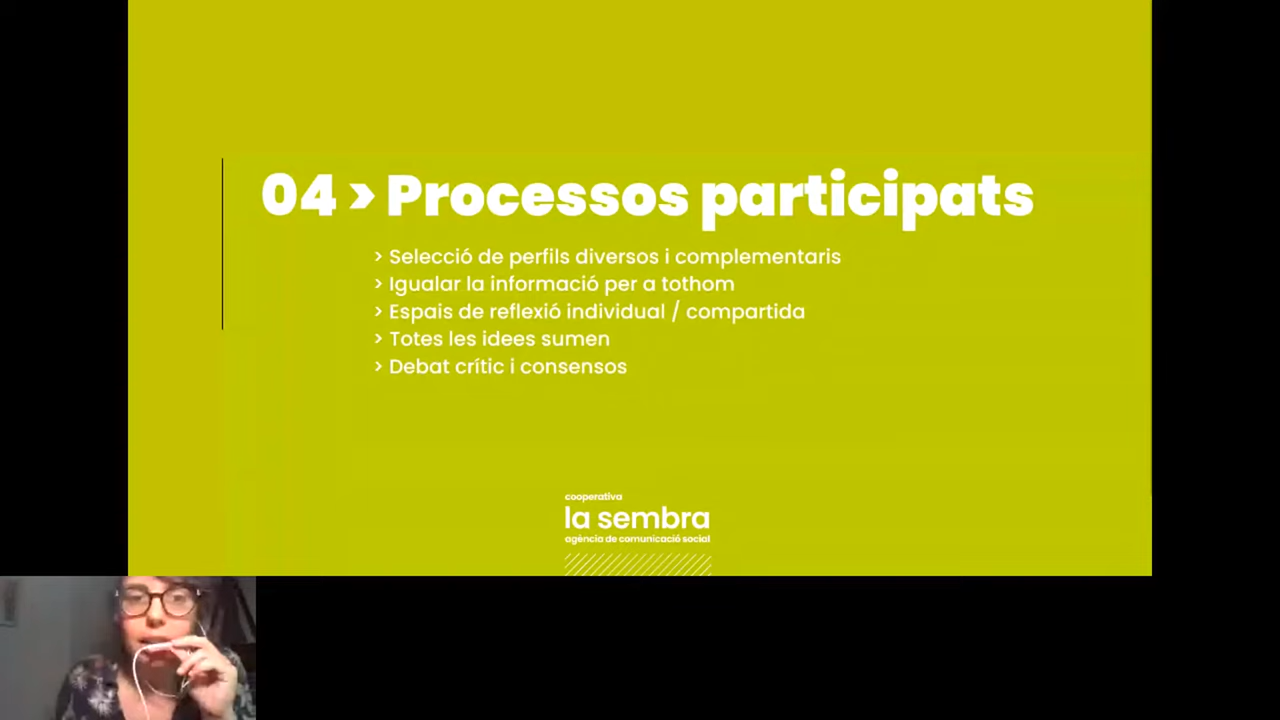 04 > Processos participats
> Selecció de perfils diversos i complementaris
> Igualar la informació per a tothom
> Espais de reflexió individual / compartida
> Totes les idees sumen
> Debat crític i consensos
cooperativa
la sembra
agència de comunicació social